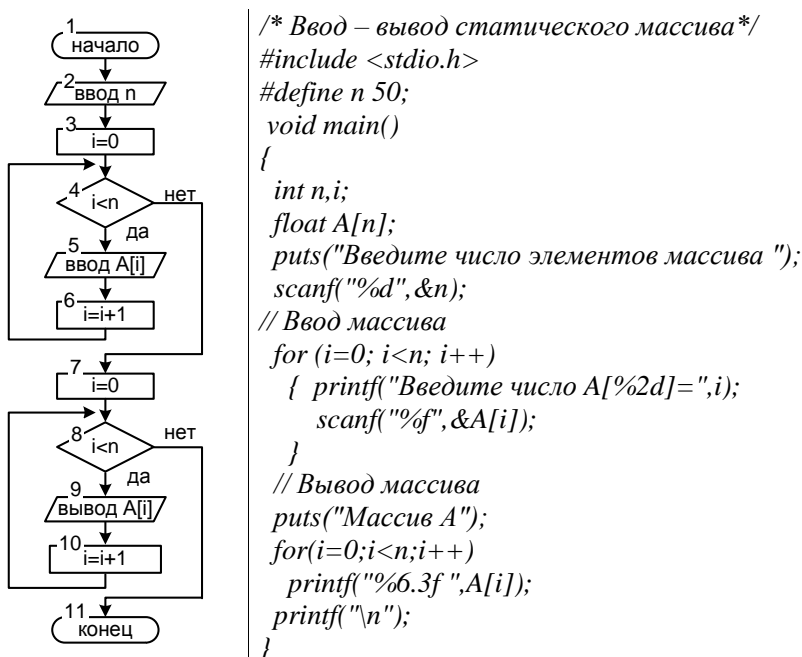 1
начало
2
ввод n
3
i=0
4
i<n
нет
да
5
ввод A[i]
6
i=i+1
7
i=0
8
i<n
нет
да
9
вывод A[i]
10
i=i+1
11
конец
/* Ввод – вывод статического массива*/
#include <stdio.h>
#define n 50;
void main()
{
int n,i;
float A[n];
puts("Введите число элементов массива ");
scanf("%d",&n);
// Ввод массива
for (i=0; i<n; i++)
{ printf("Введите число A[%2d]=",i);
scanf("%f",&A[i]);
}
// Вывод массива
puts("Массив A");
for(i=0;i<n;i++)
printf("%6.3f ",A[i]);
printf("\n");
}